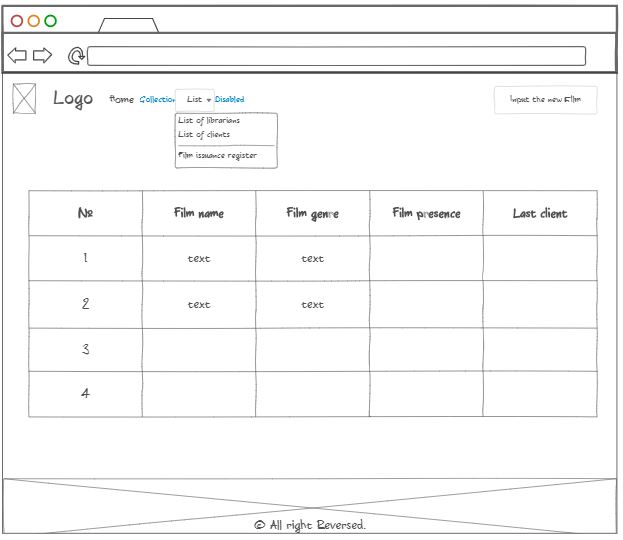 Logo Home Collection List Disabled Input the new Film
List of librarians
List of clients
Film issuance register
№ Film name Film genre Film presence Last client
1 text text
2 text text
3
4
© All right Reversed.